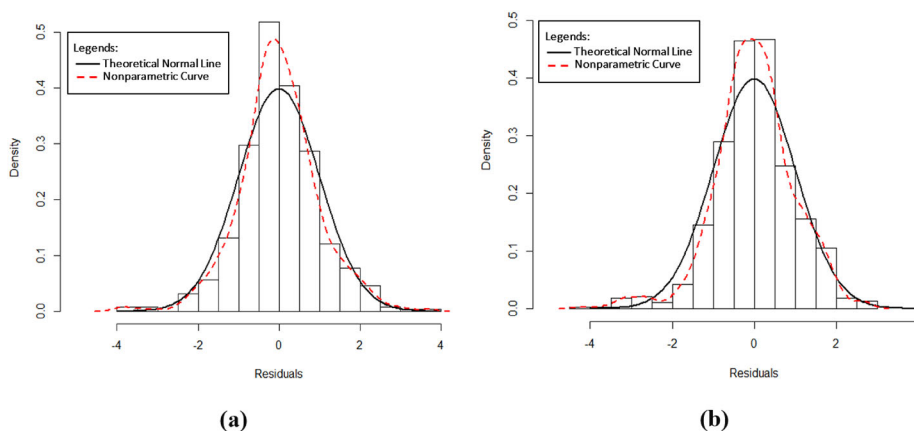 Legends:
Theoretical Normal Line
Nonparametric Curve
Density
0.0 0.1 0.2 0.3 0.4 0.5
-4 -2 0 2 4
Residuals
(a)
Legends:
Theoretical Normal Line
Nonparametric Curve
Density
0.0 0.1 0.2 0.3 0.4 0.5
-4 -2 0 2
Residuals
(b)